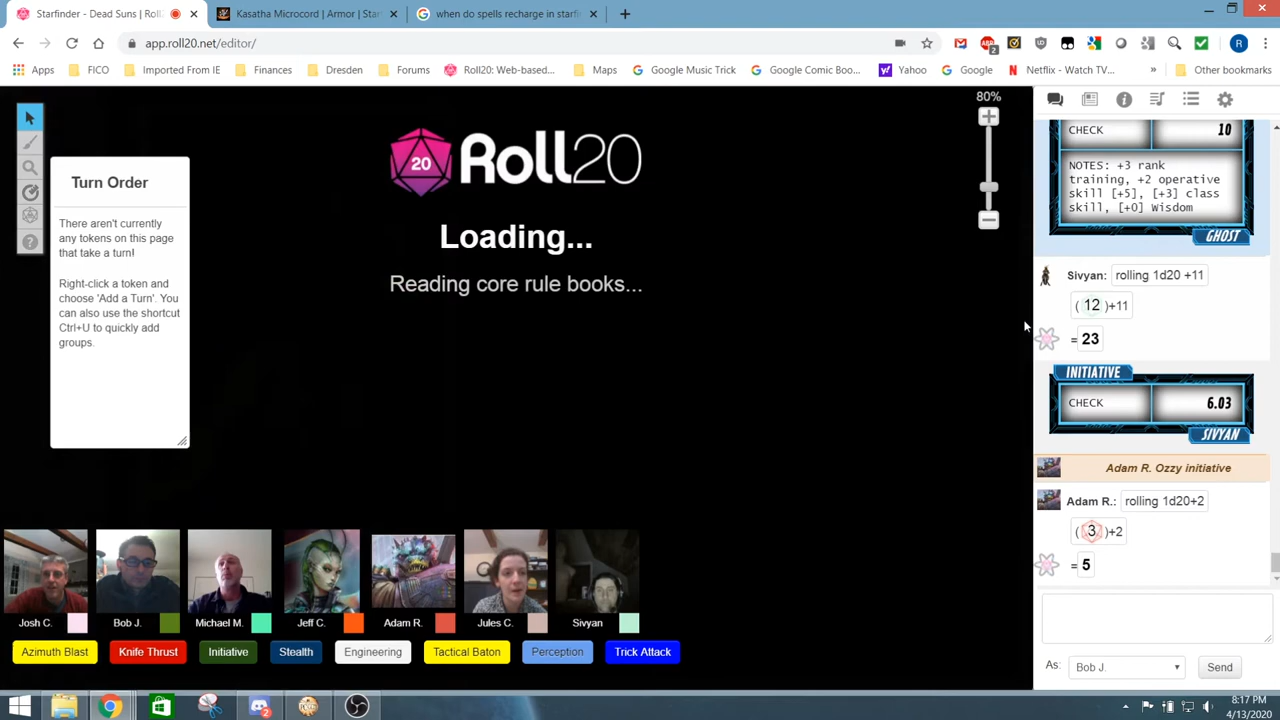 Starfinder - Dead Suns | Roll
Kasatha Microcord | Armor | Sta
when do spells recharge in starfi
app.roll20.net/editor/
2
R
Apps
FICO
Imported From IE
Finances
Dresden
Forums
Roll20: Web-based...
Maps
Google Music Trick
Google Comic Boo...
Yahoo
Google
Netflix - Watch TV...
»
Other bookmarks
80%
20
Roll20
Loading...
Reading core rule books...
Turn Order
There aren't currently
any tokens on this page
that take a turn!
Right-click a token and
choose 'Add a Turn'. You
can also use the shortcut
Ctrl+U to quickly add
groups.
CHECK 10
NOTES: +3 rank
training, +2 operative
skill [+5], [+3] class
skill, [+0] Wisdom
GHOST
Sivyan: rolling 1d20 +11
(12)+11
=23
INITIATIVE
CHECK 6.03
SIVYAN
Adam R. Ozzy initiative
Adam R.: rolling 1d20+2
(3)+2
=5
As: Bob J. Send
Josh C.
Bob J.
Michael M.
Jeff C.
Adam R.
Jules C.
Sivyan
Azimuth Blast
Knife Thrust
Initiative
Stealth
Engineering
Tactical Baton
Perception
Trick Attack
2
8:17 PM
4/13/2020